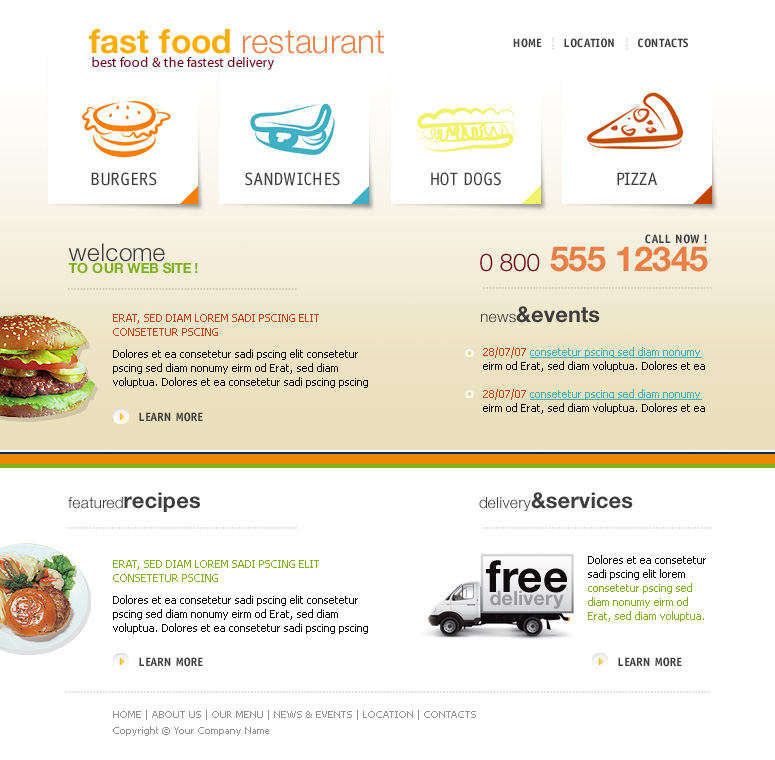 fast food restaurant
best food & the fastest delivery
HOME
LOCATION
CONTACTS
BURGERS
SANDWICHES
HOT DOGS
PIZZA
welcome
TO OUR WEB SITE !
CALL NOW !
0 800 555 12345
ERAT, SED DIAM LOREM SADI PSCING ELIT
CONSETETUR PSCING
Dolores et ea consetetur sadi pscing elit consetetur
diam nonumy eirm od Erat, sed diam voluptua. Dolores
voluptua. Dolores et ea consetetur sadi pscing pscing
LEARN MORE
news&events
28/07/07 consetetur pscing sed diam nonumy
eirm od Erat, sed diam voluptua. Dolores et ea
28/07/07 consetetur pscing sed diam nonumy
eirm od Erat, sed diam voluptua. Dolores et ea
featuredrecipes
ERAT, SED DIAM LOREM SADI PSCING ELIT
CONSETETUR PSCING
Dolores et ea consetetur sadi pscing elit consetetur
pscing sed diam nonumy eirm od Erat, sed diam
voluptua. Dolores et ea consetetur sadi pscing pscing
LEARN MORE
delivery&services
free
delivery
Dolores et ea consetetur
sadi pscing elit lorem
consetetur pscing sed
diam nonumy eirm od
Erat, sed diam voluptua.
LEARN MORE
HOME | ABOUT US | OUR MENU | NEWS & EVENTS | LOCATION | CONTACTS
Copyright © Your Company Name